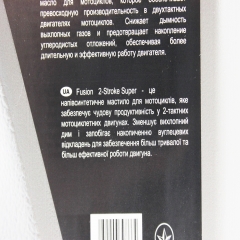 масло для мотоциклов, которое обеспечивает
превосходную производительность в двухтактных
двигателях мотоциклов. Снижает дымность
выхлопных газов и предотвращает накопление
углеродистых отложений, обеспечивая более
длительную и эффективную работу двигателя.
UA Fusion 2-Stroke Super - це
напівсинтетичне мастило для мотоциклів, яке
забезпечує чудову продуктивність у 2-тактних
мотоциклетних двигунах. Зменшує вихлопний
дим і запобігає накопиченню вуглецевих
відкладень для забезпечення більш тривалої та
більш ефективної роботи двигуна.